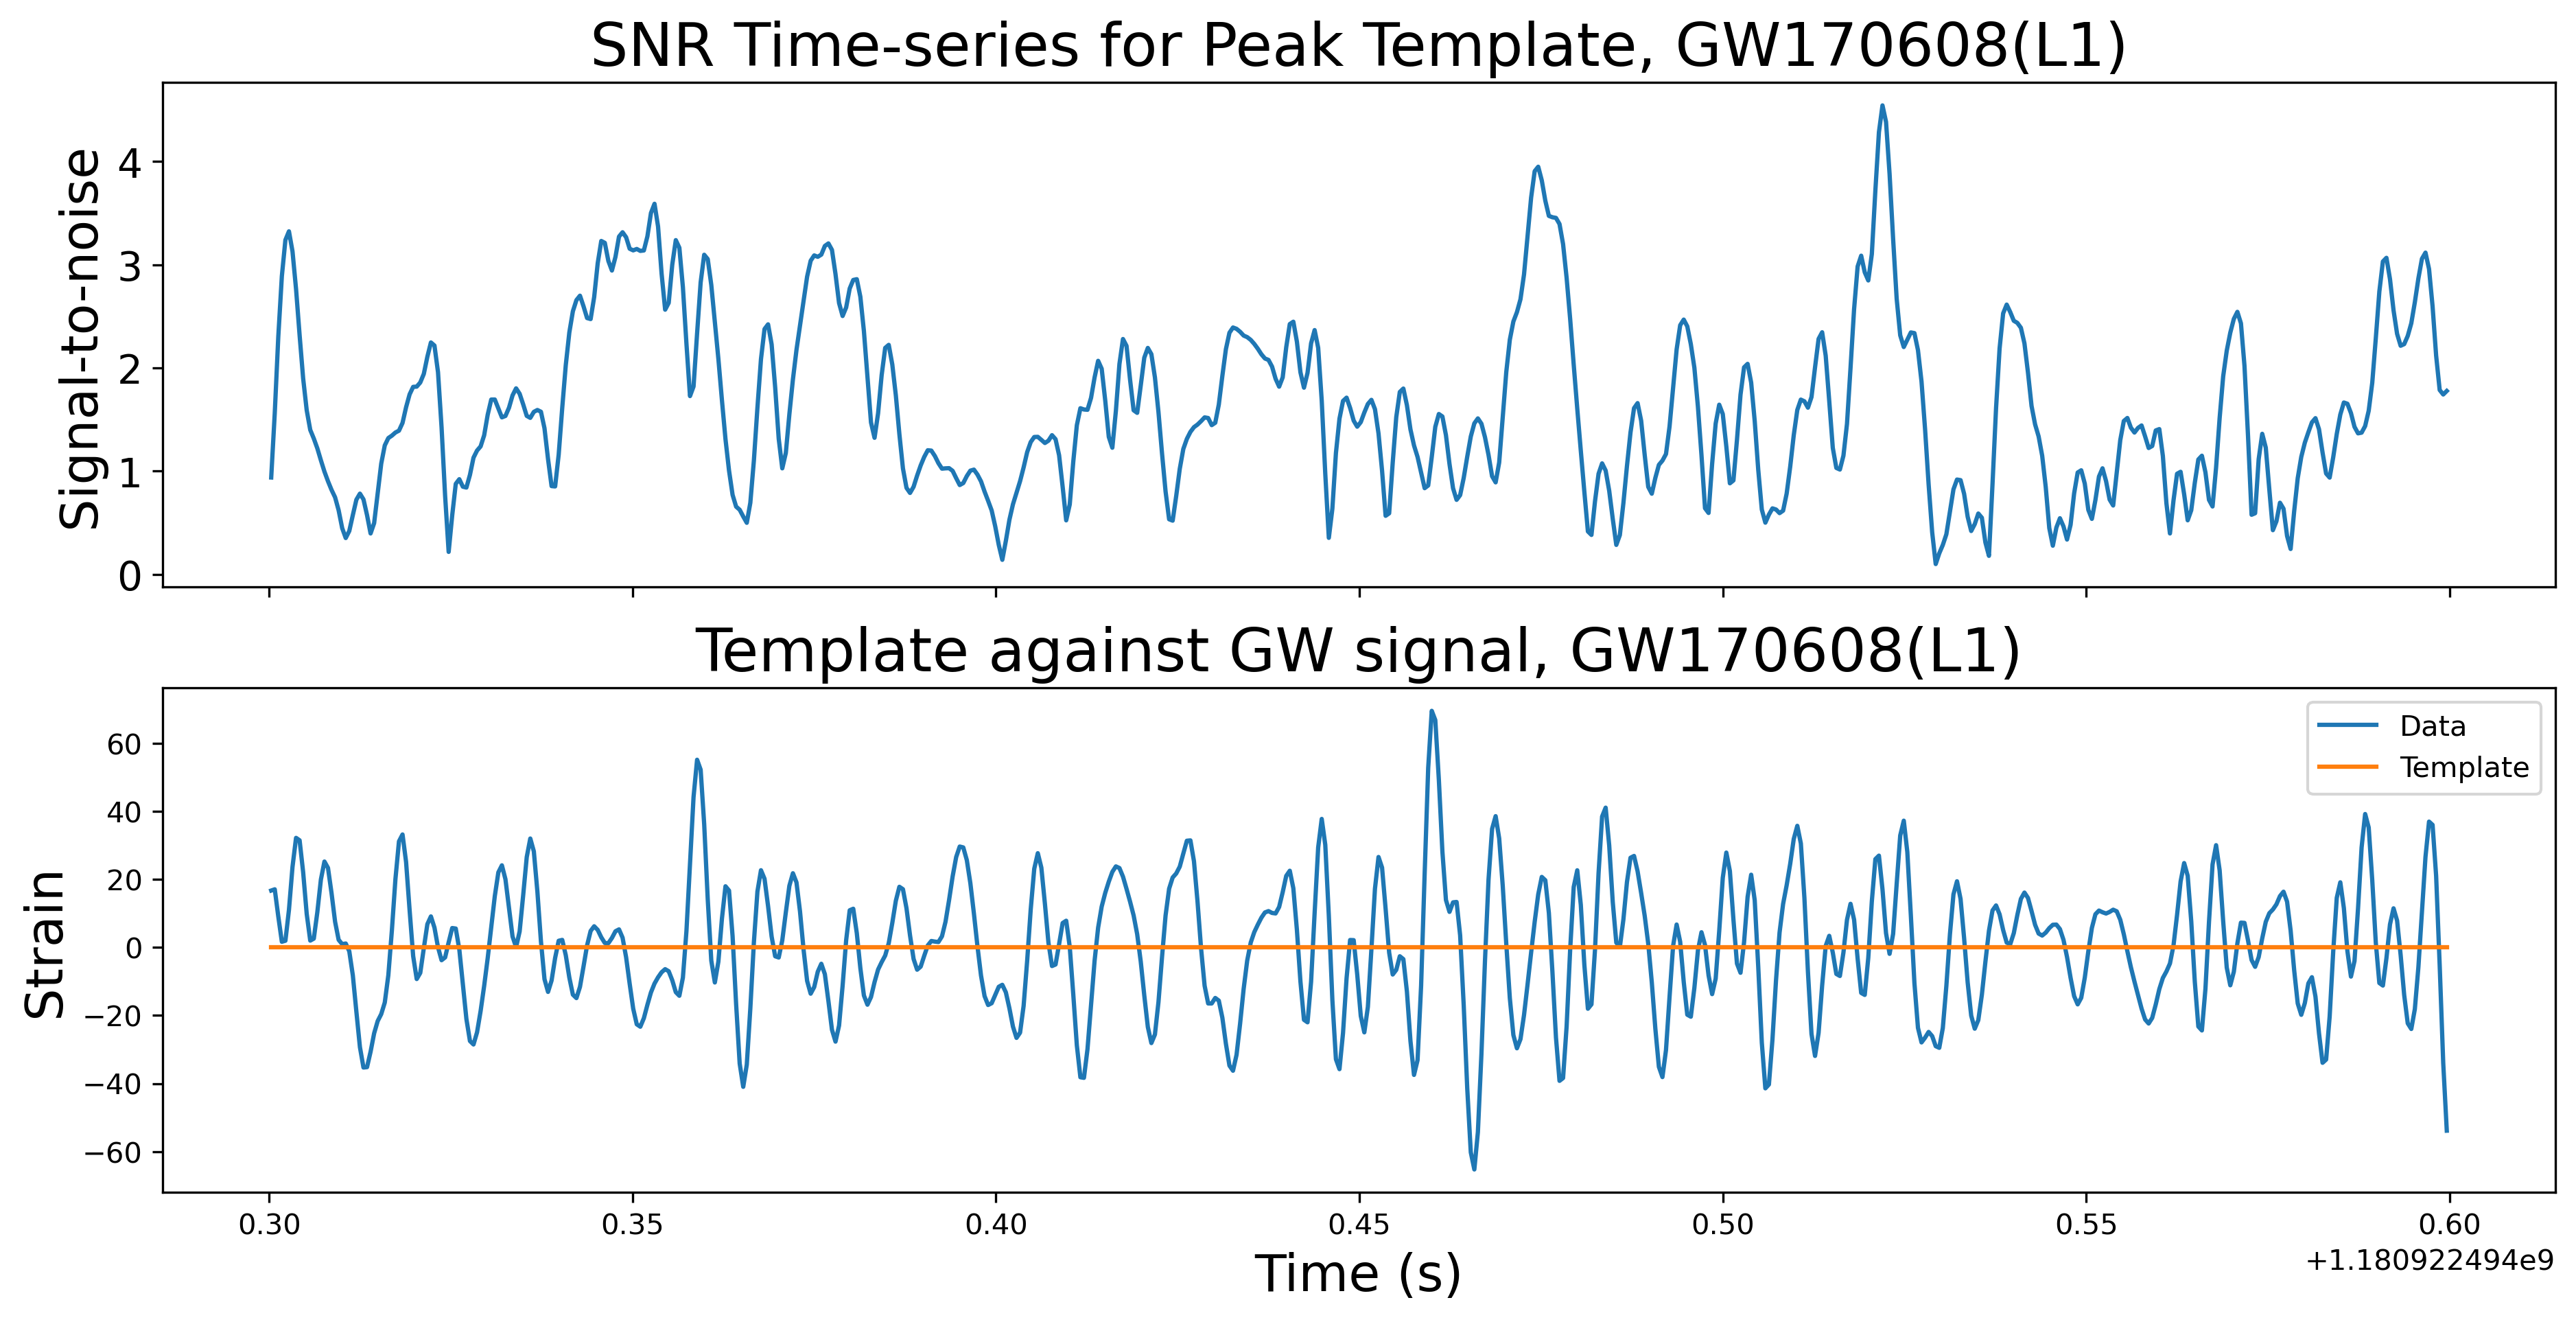 SNR Time-series for Peak Template, GW170608(L1)
Signal-to-noise
4
3
2
1
0
Template against GW signal, GW170608(L1)
Strain
60
40
20
0
−20
−40
−60
Data
Template
0.30 0.35 0.40 0.45 0.50 0.55 0.60
+1.180922494e9
Time (s)